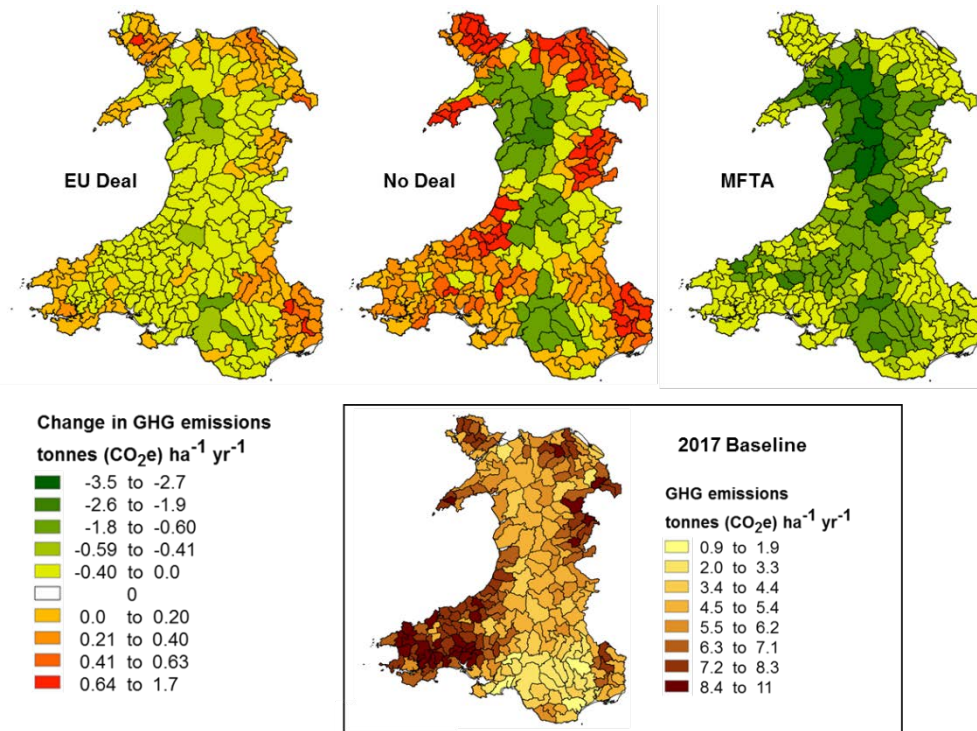 EU Deal
No Deal
MFTA
Change in GHG emissions
tonnes (CO₂e) ha⁻¹ yr⁻¹
-3.5 to -2.7
-2.6 to -1.9
-1.8 to -0.60
-0.59 to -0.41
-0.40 to 0.0
0
0.0 to 0.20
0.21 to 0.40
0.41 to 0.63
0.64 to 1.7
2017 Baseline
GHG emissions
tonnes (CO₂e) ha⁻¹ yr⁻¹
0.9 to 1.9
2.0 to 3.3
3.4 to 4.4
4.5 to 5.4
5.5 to 6.2
6.3 to 7.1
7.2 to 8.3
8.4 to 11